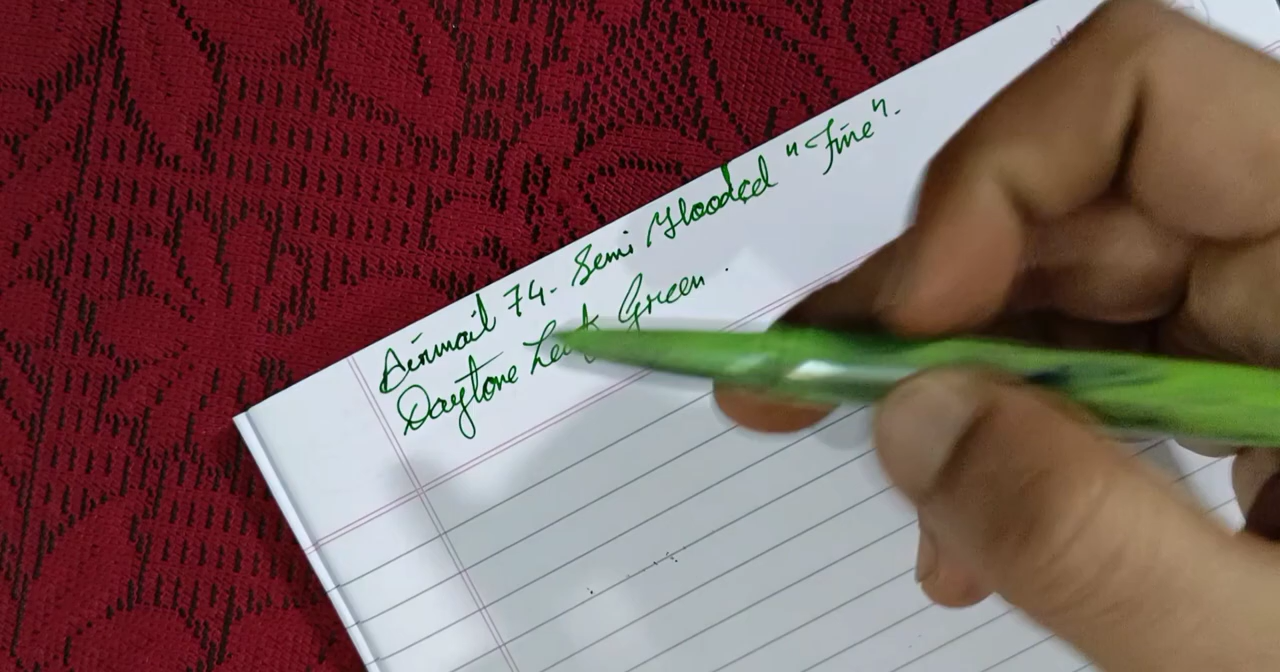 Airmail 74- Semi Hooded "Fine".
Daytone Leaf Green.